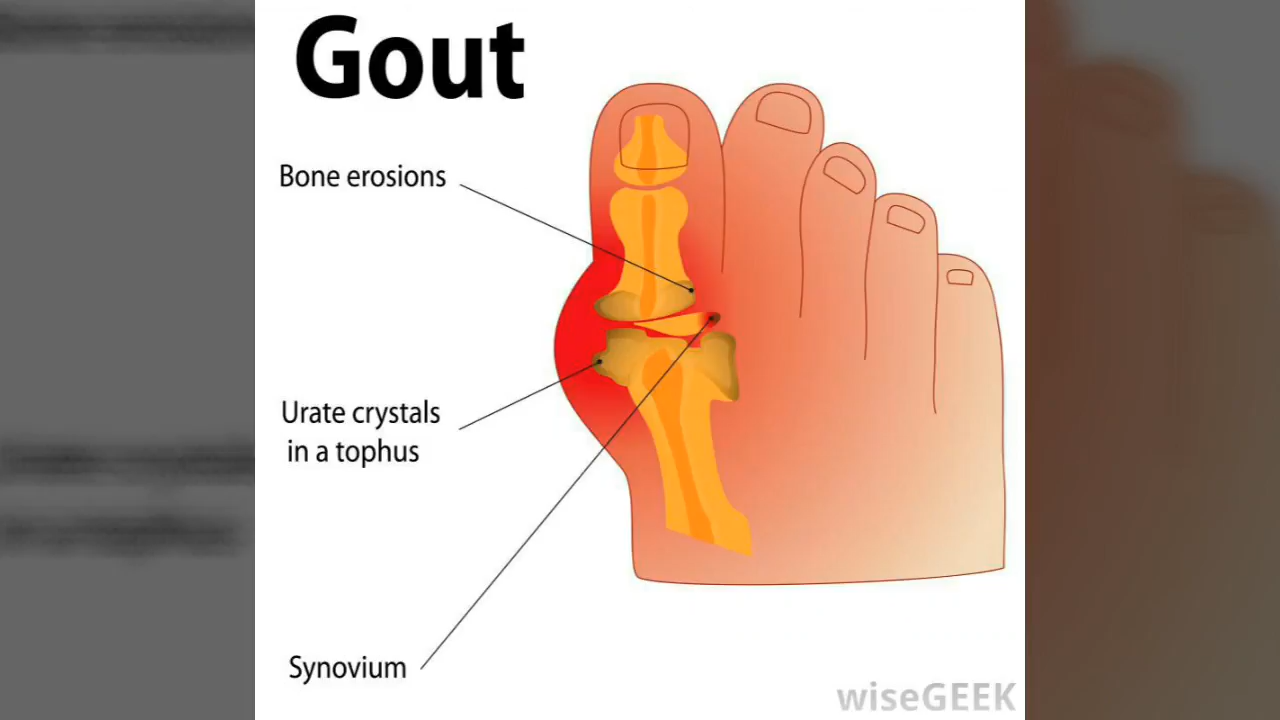 Gout
Bone erosions
Urate crystals
in a tophus
Synovium
wiseGEEK